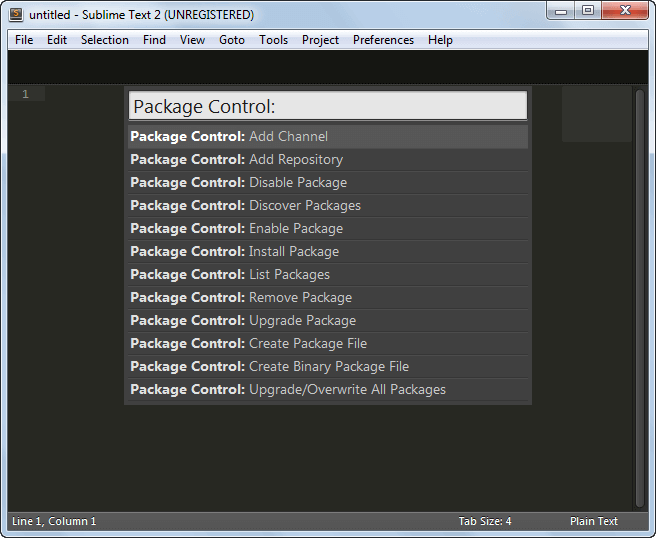 untitled - Sublime Text 2 (UNREGISTERED)
File Edit Selection Find View Goto Tools Project Preferences Help
1
Package Control:
Package Control: Add Channel
Package Control: Add Repository
Package Control: Disable Package
Package Control: Discover Packages
Package Control: Enable Package
Package Control: Install Package
Package Control: List Packages
Package Control: Remove Package
Package Control: Upgrade Package
Package Control: Create Package File
Package Control: Create Binary Package File
Package Control: Upgrade/Overwrite All Packages
Line 1, Column 1 Tab Size: 4 Plain Text